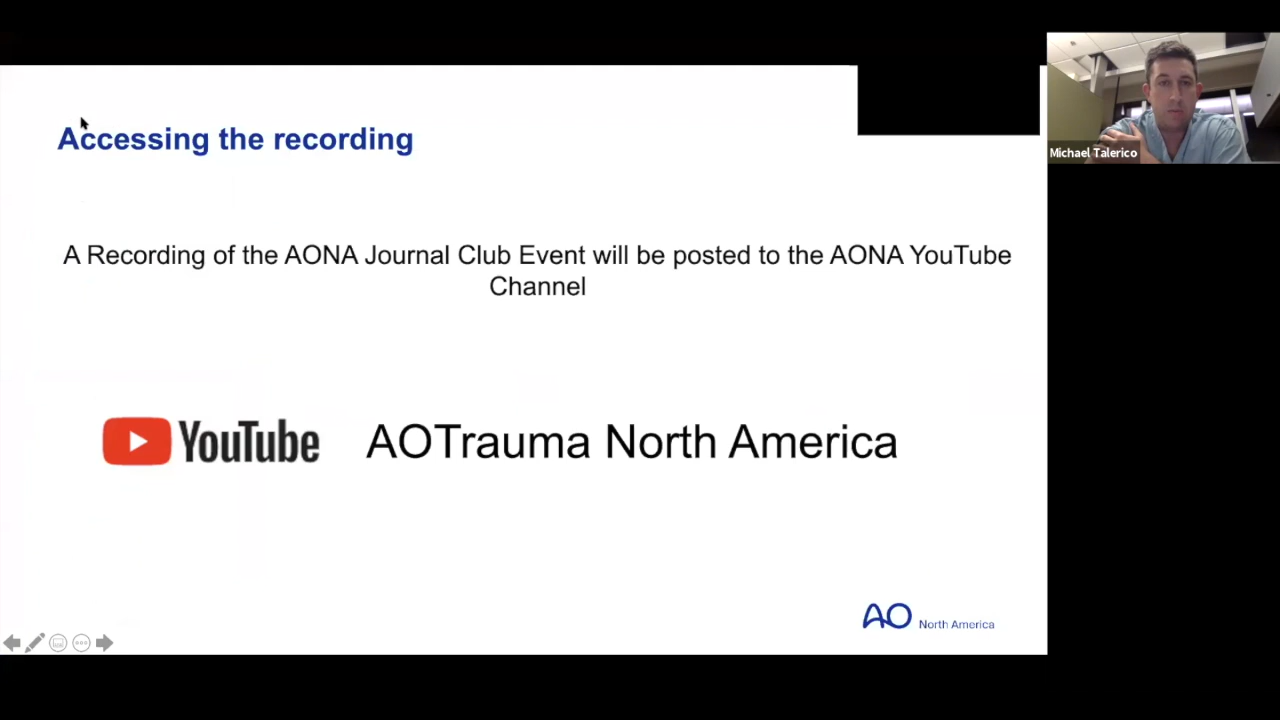 Accessing the recording
A Recording of the AONA Journal Club Event will be posted to the AONA YouTube
Channel
YouTube AOTrauma North America
AO North America
Michael Talerico